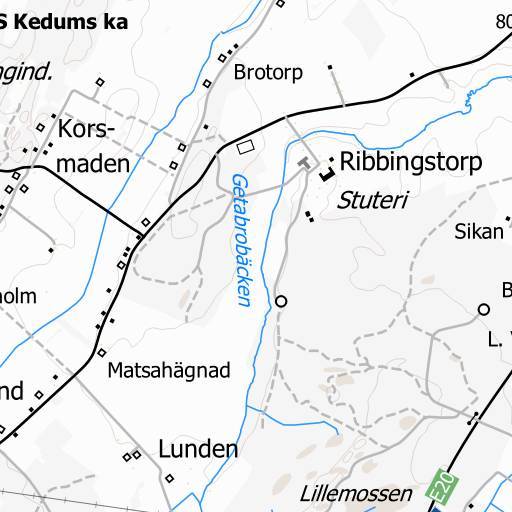 S Kedums ka
80
ngind.
Brotorp
Kors-
maden
Ribbingstorp
Stuteri
Getabrobäcken
Sikan
holm
B
L. V
Matsahägnad
nd
Lunden
Lillemossen
E20